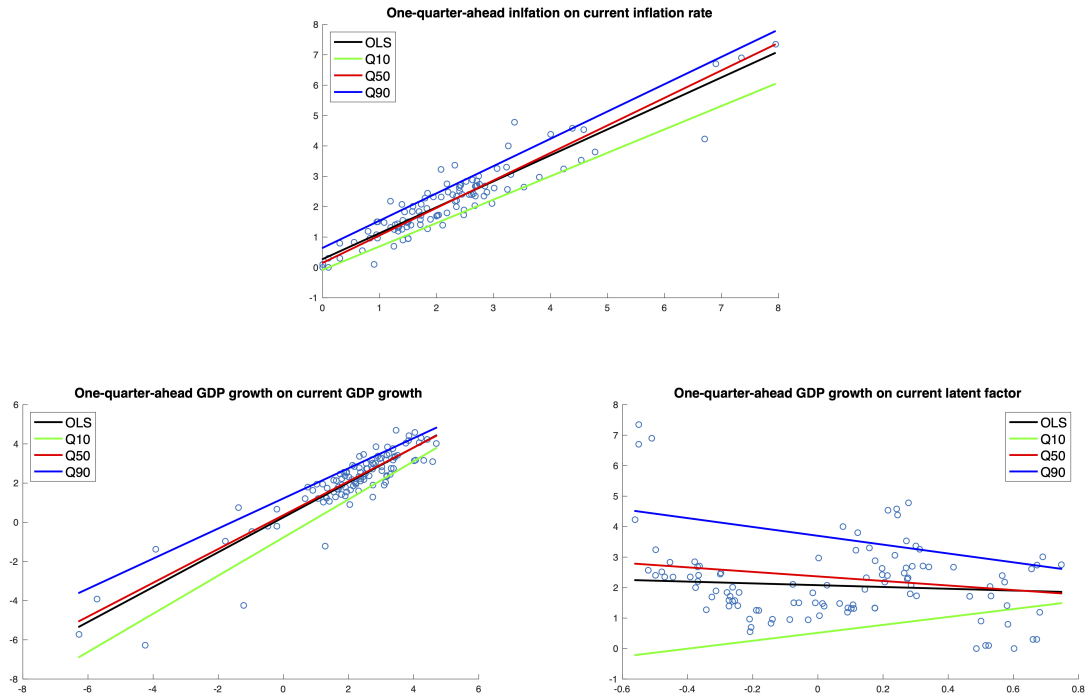 One-quarter-ahead inlfation on current inflation rate
8
7
6
5
4
3
2
1
0
-1
OLS
Q10
Q50
Q90
0 1 2 3 4 5 6 7 8
One-quarter-ahead GDP growth on current GDP growth
6
4
2
0
-2
-4
-6
-8
OLS
Q10
Q50
Q90
-8 -6 -4 -2 0 2 4 6
One-quarter-ahead GDP growth on current latent factor
8
7
6
5
4
3
2
1
0
-1
OLS
Q10
Q50
Q90
-0.6 -0.4 -0.2 0 0.2 0.4 0.6 0.8